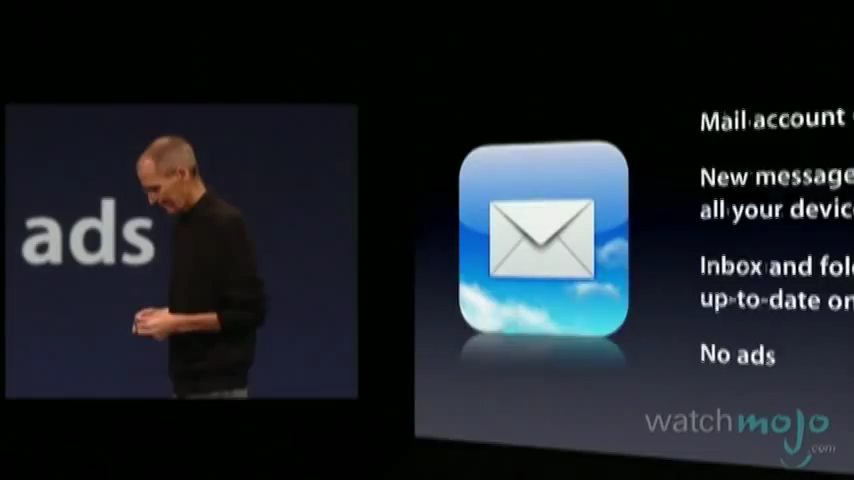 ads
Mail account
New message
all your devic
Inbox and fol
up-to-date on
No ads
watchmojo
.com